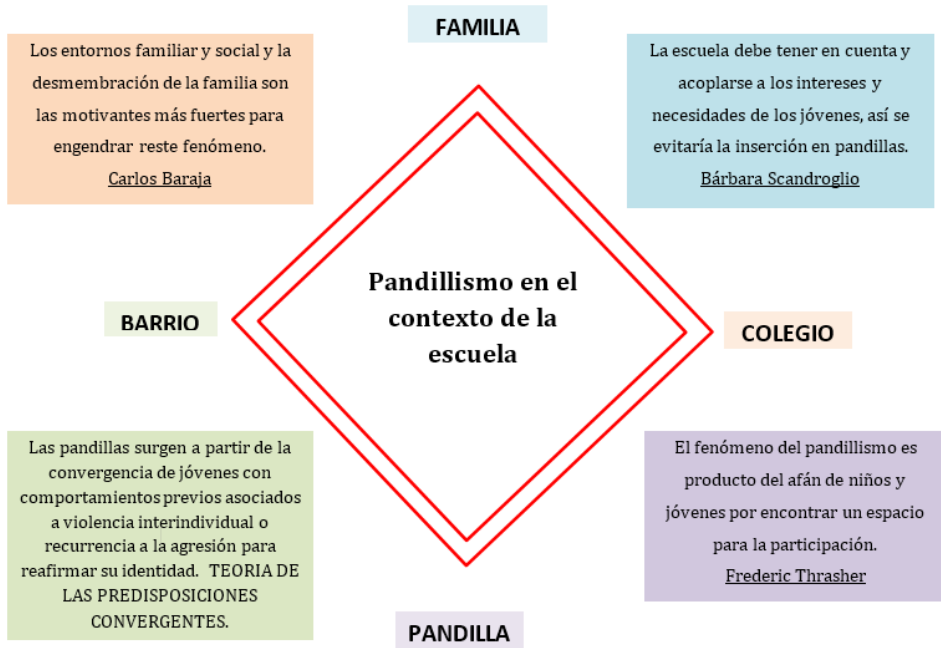 FAMILIA
Los entornos familiar y social y la
desmembración de la familia son
las motivantes más fuertes para
engendrar reste fenómeno.
Carlos Baraja
La escuela debe tener en cuenta y
acoplarse a los intereses y
necesidades de los jóvenes, así se
evitaría la inserción en pandillas.
Bárbara Scandroglio
Pandillismo en el
contexto de la
escuela
BARRIO
COLEGIO
Las pandillas surgen a partir de la
convergencia de jóvenes con
comportamientos previos asociados
a violencia interindividual o
recurrencia a la agresión para
reafirmar su identidad. TEORIA DE
LAS PREDISPOSICIONES
CONVERGENTES.
El fenómeno del pandillismo es
producto del afán de niños y
jóvenes por encontrar un espacio
para la participación.
Frederic Thrasher
PANDILLA